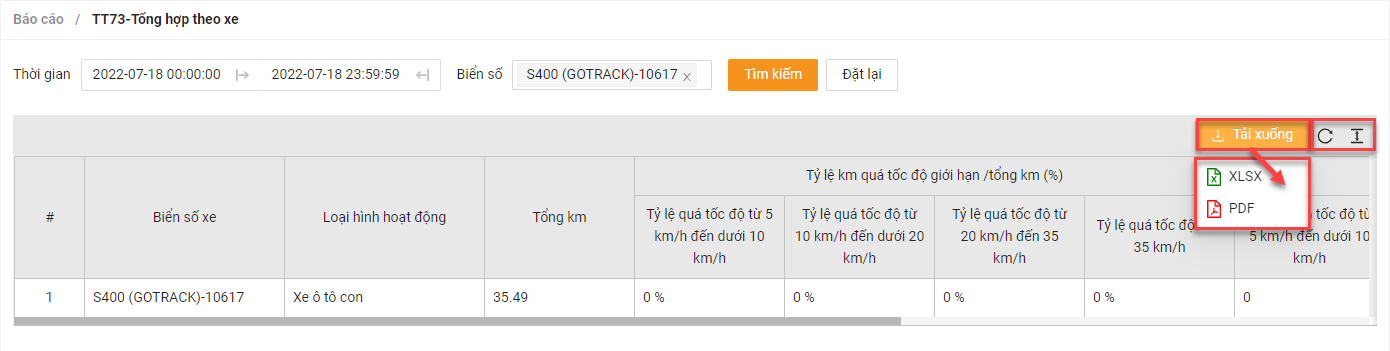 Báo cáo / TT73-Tổng hợp theo xe
Thời gian 2022-07-18 00:00:00 2022-07-18 23:59:59 Biển số S400 (GOTRACK)-10617 x Tìm kiếm Đặt lại
Tải xuống
XLSX
PDF
Tỷ lệ km quá tốc độ giới hạn /tổng km (%)
# Biển số xe Loại hình hoạt động Tổng km
Tỷ lệ quá tốc độ từ 5
km/h đến dưới 10
km/h
Tỷ lệ quá tốc độ từ
10 km/h đến dưới 20
km/h
Tỷ lệ quá tốc độ từ
20 km/h đến 35
km/h
Tỷ lệ quá tốc độ
35 km/h
tốc độ từ
5 km/h đến dưới 10
km/h
1 S400 (GOTRACK)-10617 Xe ô tô con 35.49 0 % 0 % 0 % 0 % 0